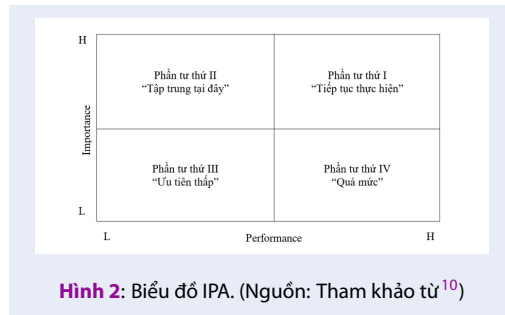 H
Phần tư thứ II
“Tập trung tại đây”
Phần tư thứ I
“Tiếp tục thực hiện”
Importance
Phần tư thứ III
“Ưu tiên thấp”
Phần tư thứ IV
“Quá mức”
L
L
Performance
H
Hình 2: Biểu đồ IPA. (Nguồn: Tham khảo từ 10)